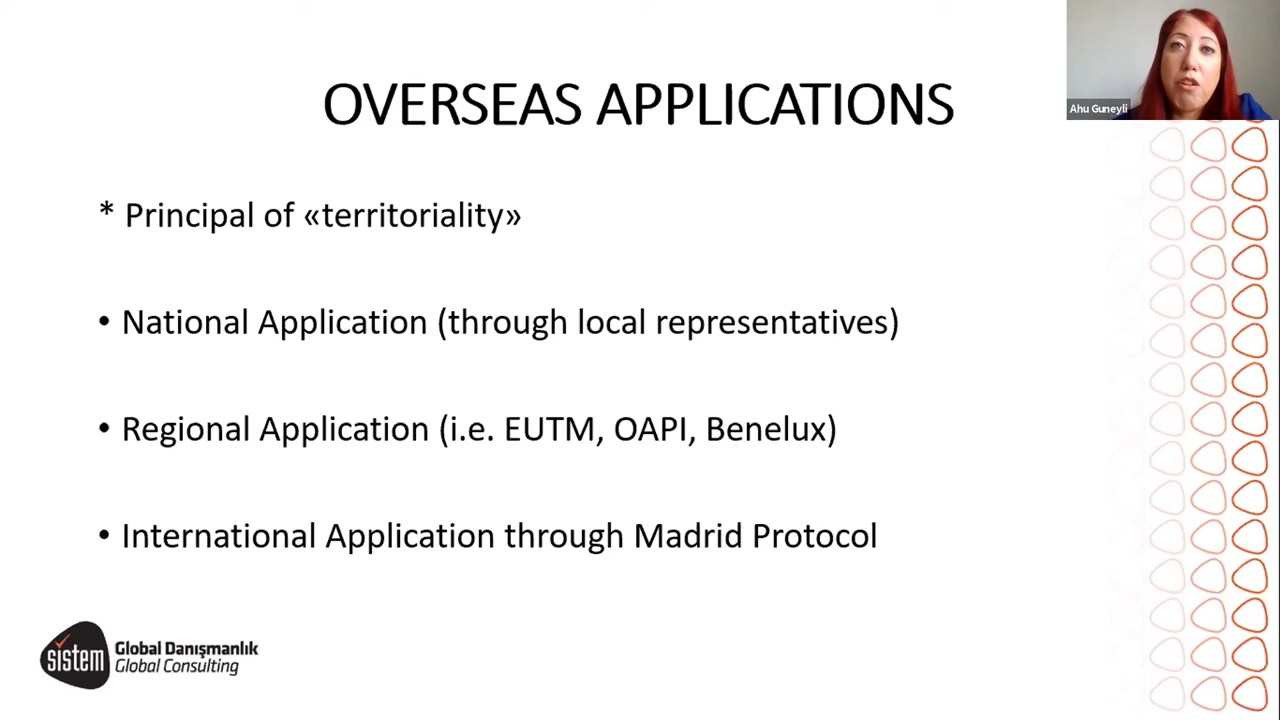 OVERSEAS APPLICATIONS
Ahu Guneyli
* Principal of «territoriality»
• National Application (through local representatives)
• Regional Application (i.e. EUTM, OAPI, Benelux)
• International Application through Madrid Protocol
sistem
Global Danışmanlık
Global Consulting